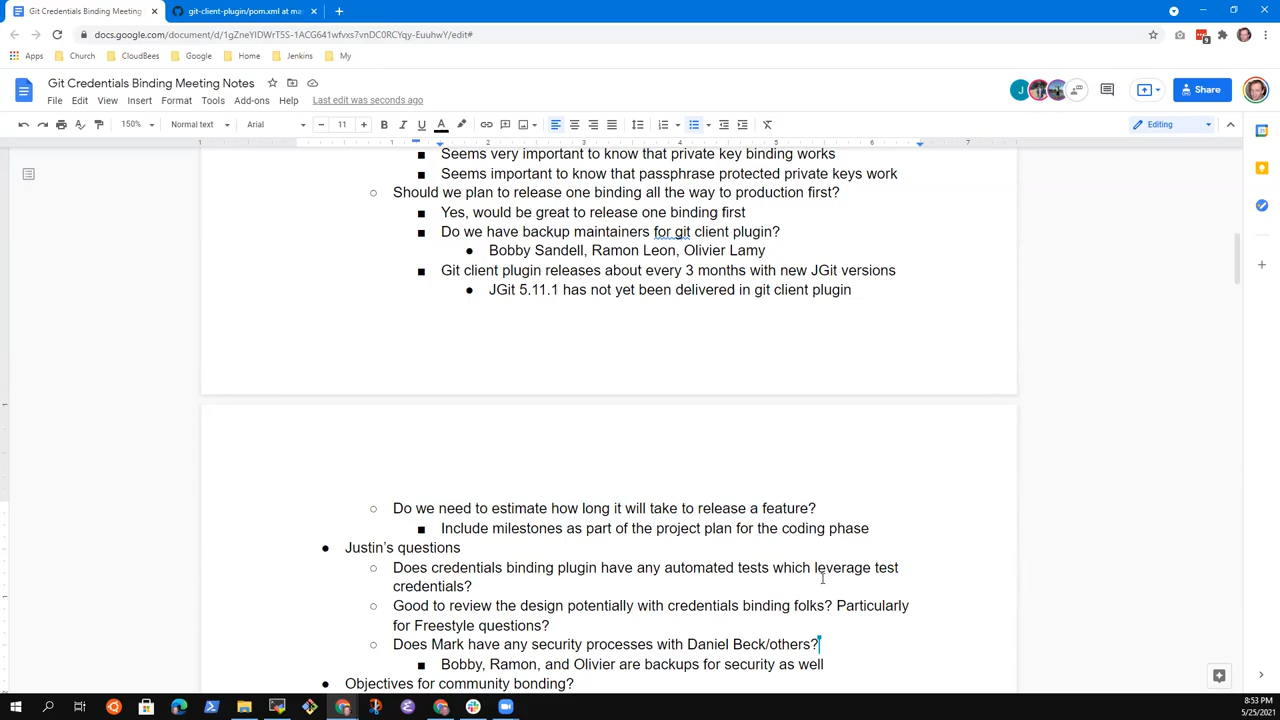 Git Credentials Binding Meeting
git-client-plugin/pom.xml at ma
docs.google.com/document/d/1gZneYIDWrTSS-1ACG641wfvxs7vnDC0RCYqy-EuuhwY/edit#
Apps Church CloudBees Google Home Jenkins My
Git Credentials Binding Meeting Notes
File Edit View Insert Format Tools Add-ons Help Last edit was seconds ago
Share
150% Normal text Arial 11 Editing
1 1 2 3 4 5 6 7
Seems very important to know that private key binding works
Seems important to know that passphrase protected private keys work
Should we plan to release one binding all the way to production first?
Yes, would be great to release one binding first
Do we have backup maintainers for git client plugin?
Bobby Sandell, Ramon Leon, Olivier Lamy
Git client plugin releases about every 3 months with new JGit versions
JGit 5.11.1 has not yet been delivered in git client plugin
Do we need to estimate how long it will take to release a feature?
Include milestones as part of the project plan for the coding phase
Justin's questions
Does credentials binding plugin have any automated tests which leverage test
credentials?
Good to review the design potentially with credentials binding folks? Particularly
for Freestyle questions?
Does Mark have any security processes with Daniel Beck/others?
Bobby, Ramon, and Olivier are backups for security as well
Objectives for community bonding?
8:53 PM
5/25/2021